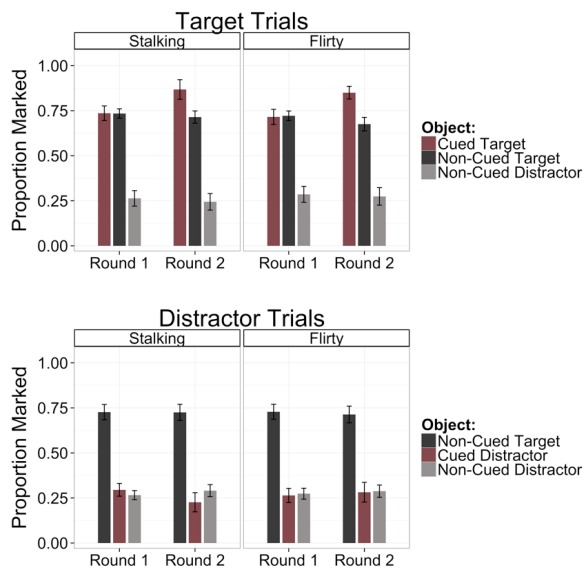 Target Trials
Stalking Flirty
Proportion Marked
1.00
0.75
0.50
0.25
0.00
Round 1 Round 2 Round 1 Round 2
Object:
Cued Target
Non-Cued Target
Non-Cued Distractor
Distractor Trials
Stalking Flirty
Proportion Marked
1.00
0.75
0.50
0.25
0.00
Round 1 Round 2 Round 1 Round 2
Object:
Non-Cued Target
Cued Distractor
Non-Cued Distractor